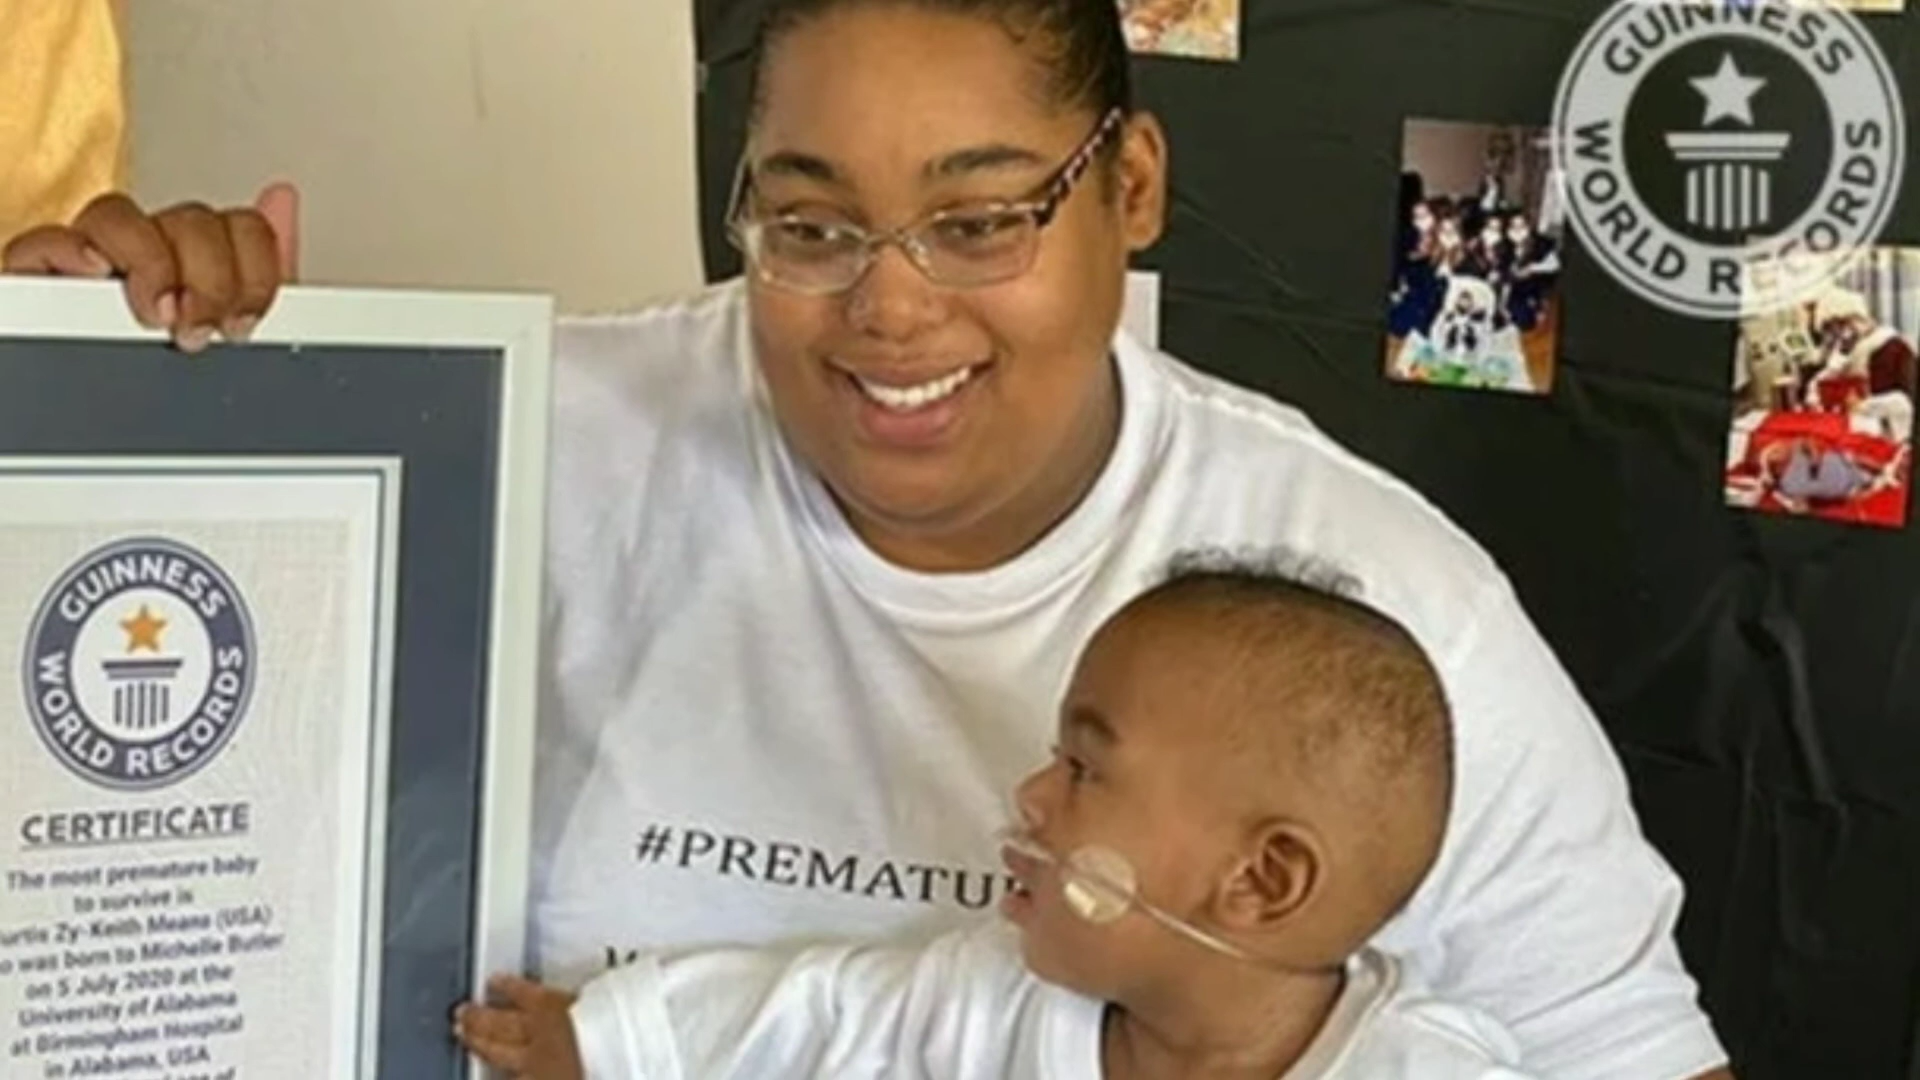 GUINNESS
WORLD RECORDS
GUINNESS
WORLD RECORDS
CERTIFICATE
The most premature baby
to survive is
urtis Zy-Keith Means (USA)
o was born to Michelle Butler
on 5 July 2020 at the
University of Alabama
at Birmingham Hospital
in Alabama, USA
#PREMATU